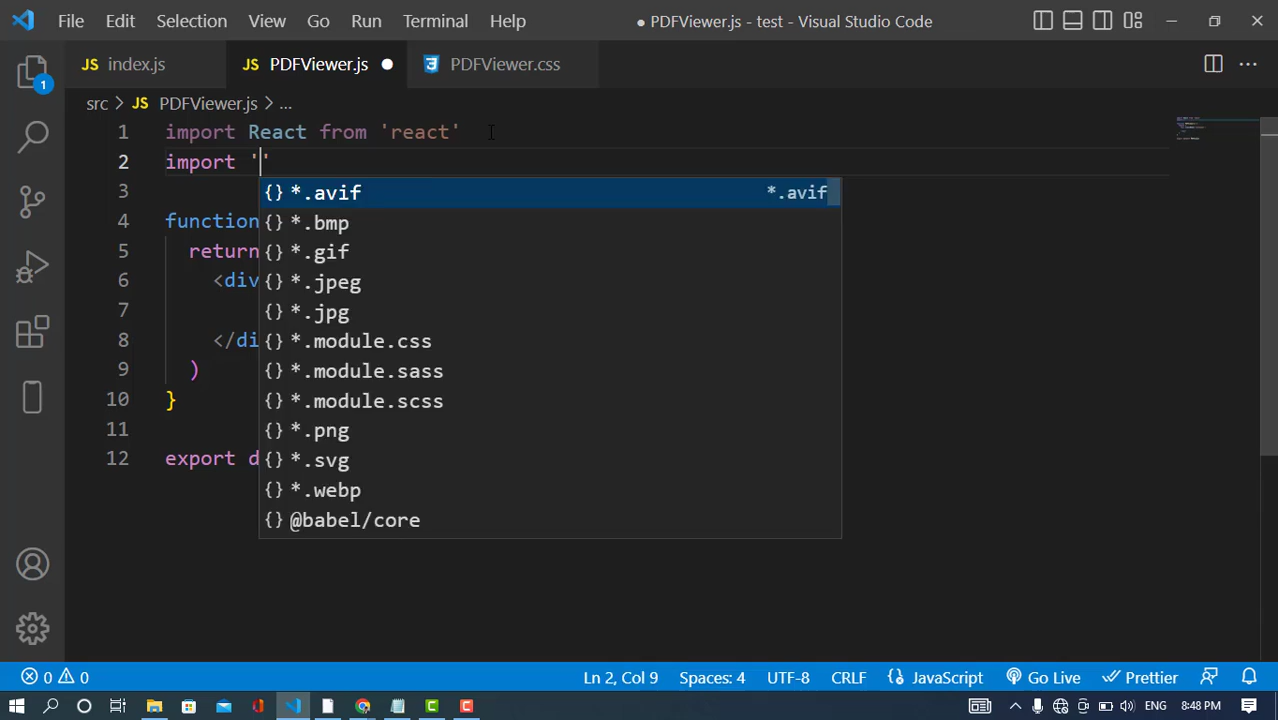 File Edit Selection View Go Run Terminal Help ● PDFViewer.js - test - Visual Studio Code
JS index.js JS PDFViewer.js ● PDFViewer.css
1
src > JS PDFViewer.js > ...
1 import React from 'react'
2 import ''
3 {} *.avif *.avif
4 function {} *.bmp
5 return {} *.gif
6 <div {} *.jpeg
7 {} *.jpg
8 </di {} *.module.css
9 ) {} *.module.sass
10 } {} *.module.scss
11 {} *.png
12 export d {} *.svg
{} *.webp
{} @babel/core
0 0 Ln 2, Col 9 Spaces: 4 UTF-8 CRLF {} JavaScript Go Live Prettier
ENG 8:48 PM